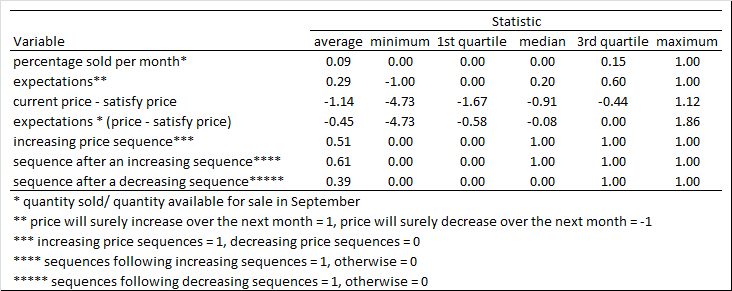 Statistic
Variable average minimum 1st quartile median 3rd quartile maximum
percentage sold per month* 0.09 0.00 0.00 0.00 0.15 1.00
expectations** 0.29 -1.00 0.00 0.20 0.60 1.00
current price - satisfy price -1.14 -4.73 -1.67 -0.91 -0.44 1.12
expectations * (price - satisfy price) -0.45 -4.73 -0.58 -0.08 0.00 1.86
increasing price sequence*** 0.51 0.00 0.00 1.00 1.00 1.00
sequence after an increasing sequence**** 0.61 0.00 0.00 1.00 1.00 1.00
sequence after a decreasing sequence***** 0.39 0.00 0.00 0.00 1.00 1.00
* quantity sold/ quantity available for sale in September
** price will surely increase over the next month = 1, price will surely decrease over the next month = -1
*** increasing price sequences = 1, decreasing price sequences = 0
**** sequences following increasing sequences = 1, otherwise = 0
***** sequences following decreasing sequences = 1, otherwise = 0